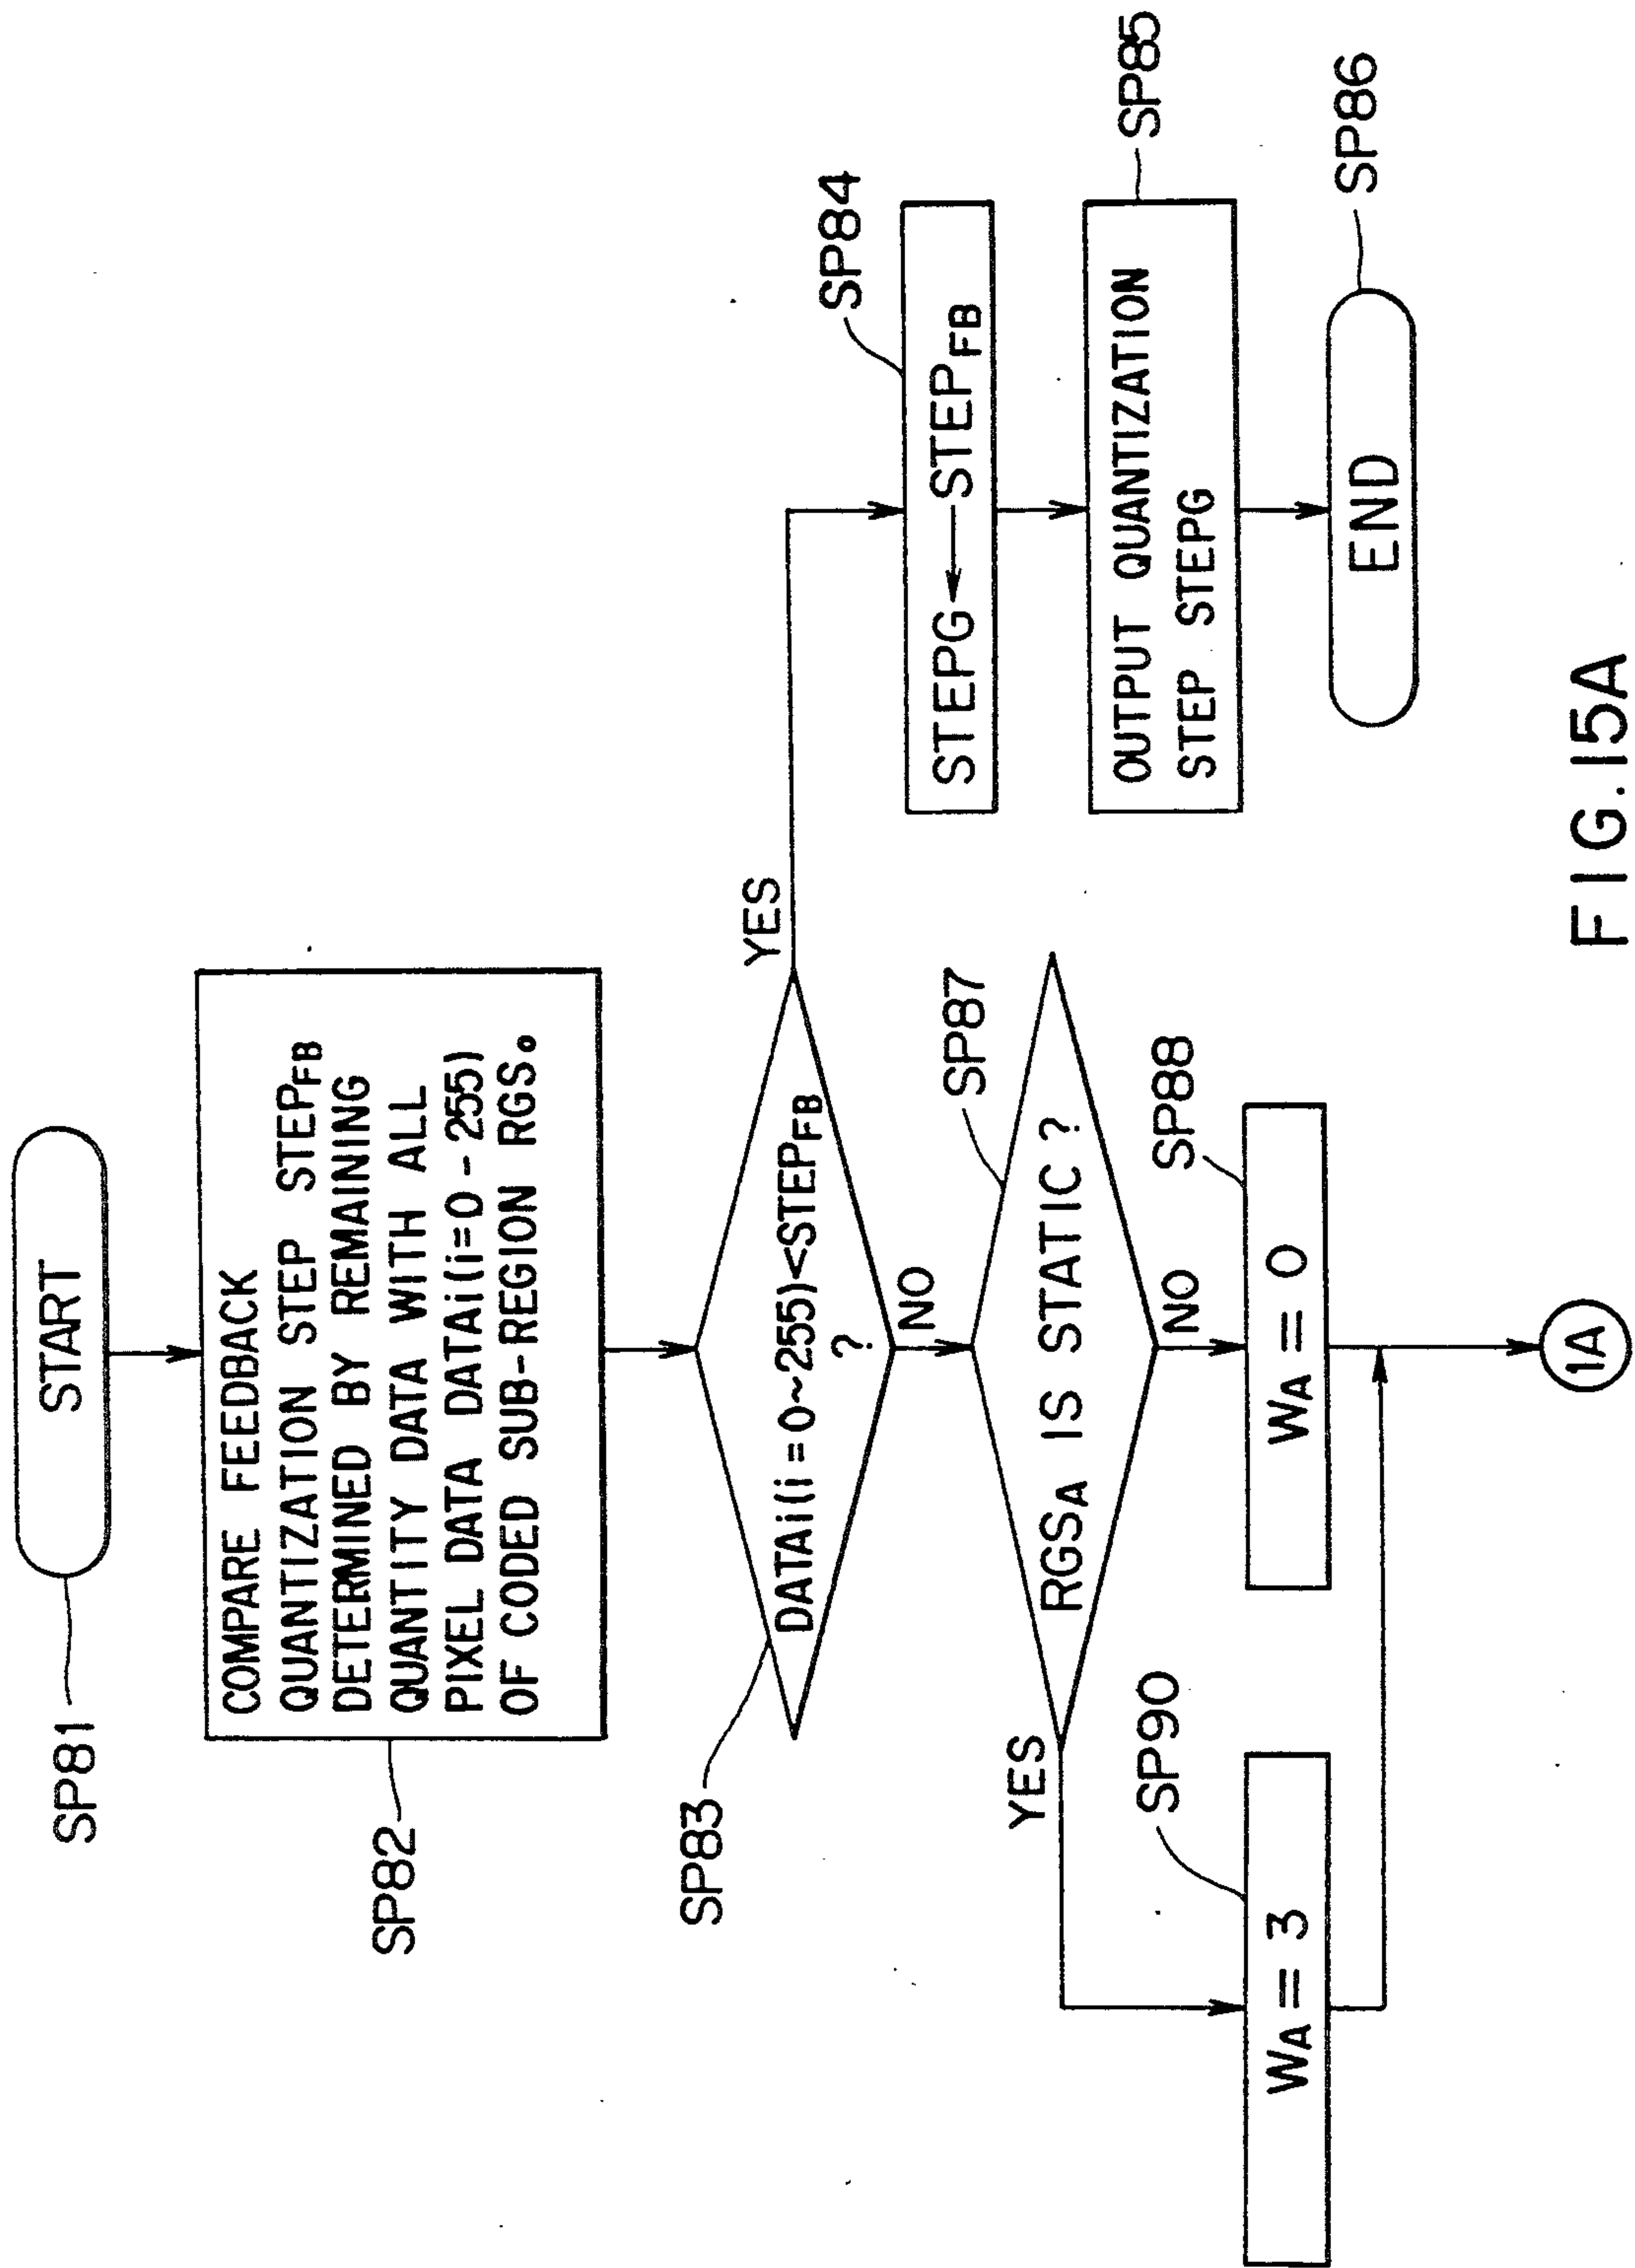 START
SP81
COMPARE FEEDBACK
QUANTIZATION STEP STEPFB
DETERMINED BY REMAINING
QUANTITY DATA WITH ALL
PIXEL DATA DATAi(i=0-255)
OF CODED SUB-REGION RGS.
SP82
DATAi(i=0~255)<STEPFB
?
SP83
YES
NO
STEPG←STEPFB
SP84
OUTPUT QUANTIZATION
STEP STEPG
SP85
END
SP86
RGSA IS STATIC ?
SP87
YES
NO
WA = 3
SP90
WA = 0
SP88
1A
FIG.15A